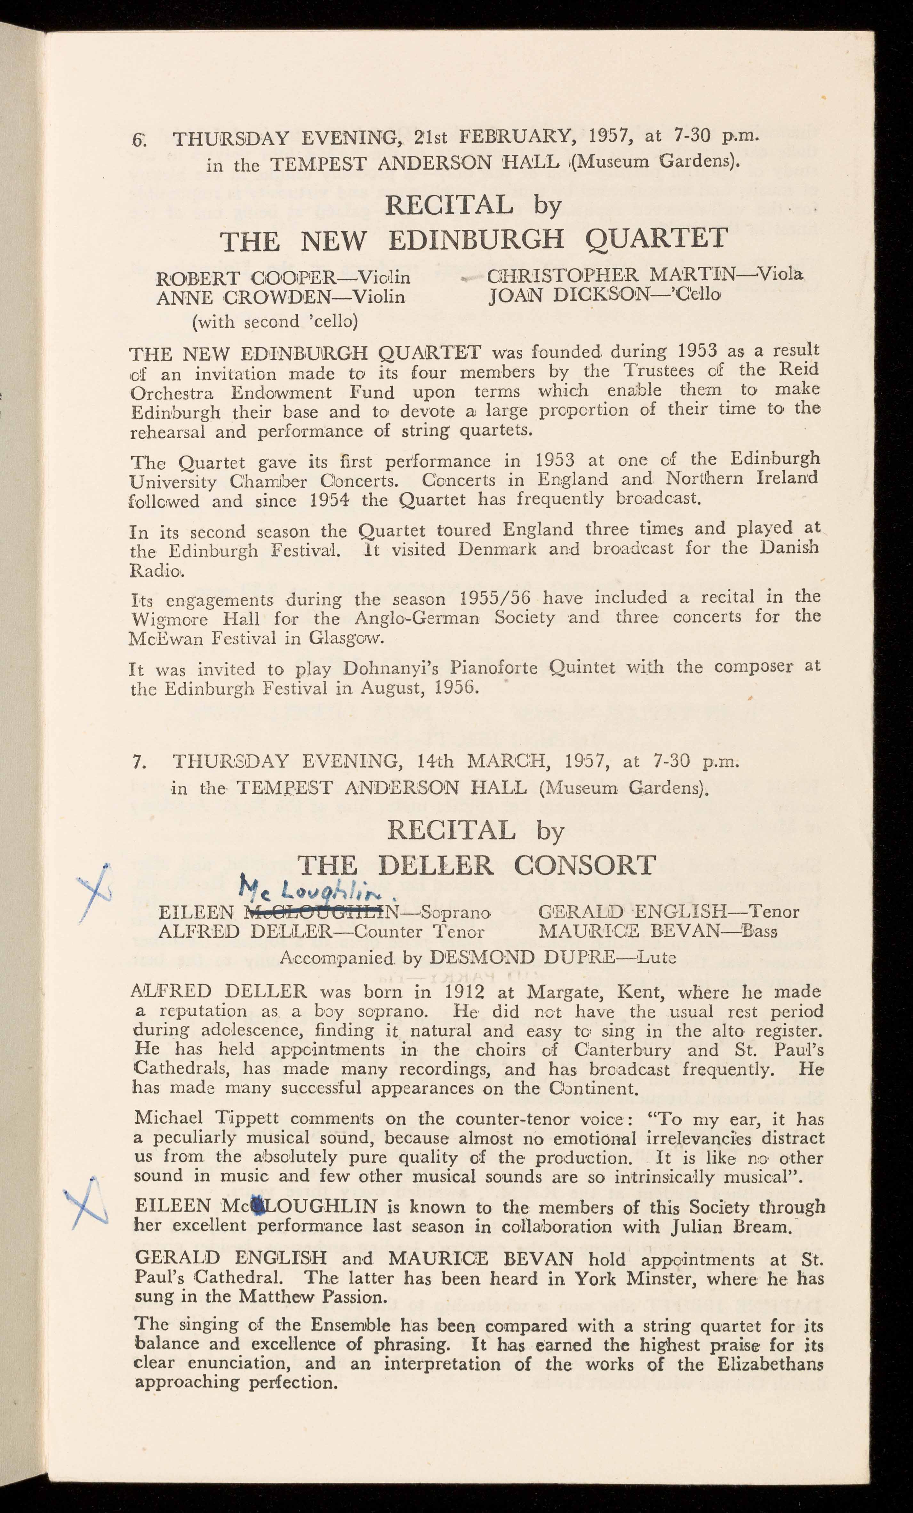 6. THURSDAY EVENING, 21st FEBRUARY, 1957, at 7-30 p.m.
in the TEMPEST ANDERSON HALL (Museum Gardens).
RECITAL by
THE NEW EDINBURGH QUARTET
ROBERT COOPER—Violin CHRISTOPHER MARTIN—Viola
ANNE CROWDEN—Violin JOAN DICKSON—'Cello
(with second 'cello)
THE NEW EDINBURGH QUARTET was founded during 1953 as a result
of an invitation made to its four members by the Trustees of the Reid
Orchestra Endowment Fund upon terms which enable them to make
Edinburgh their base and to devote a large proportion of their time to the
rehearsal and performance of string quartets.
The Quartet gave its first performance in 1953 at one of the Edinburgh
University Chamber Concerts. Concerts in England and Northern Ireland
followed and since 1954 the Quartet has frequently broadcast.
In its second season the Quartet toured England three times and played at
the Edinburgh Festival. It visited Denmark and broadcast for the Danish
Radio.
Its engagements during the season 1955/56 have included a recital in the
Wigmore Hall for the Anglo-German Society and three concerts for the
McEwan Festival in Glasgow.
It was invited to play Dohnanyi's Pianoforte Quintet with the composer at
the Edinburgh Festival in August, 1956.
7. THURSDAY EVENING, 14th MARCH, 1957, at 7-30 p.m.
in the TEMPEST ANDERSON HALL (Museum Gardens).
RECITAL by
THE DELLER CONSORT
Mc Loughlin.
EILEEN McCLOUGHLIN—Soprano GERALD ENGLISH—Tenor
ALFRED DELLER—Counter Tenor MAURICE BEVAN—Bass
Accompanied by DESMOND DUPRE—Lute
ALFRED DELLER was born in 1912 at Margate, Kent, where he made
a reputation as a boy soprano. He did not have the usual rest period
during adolescence, finding it natural and easy to sing in the alto register.
He has held appointments in the choirs of Canterbury and St. Paul's
Cathedrals, has made many recordings, and has broadcast frequently. He
has made many successful appearances on the Continent.
Michael Tippett comments on the counter-tenor voice: "To my ear, it has
a peculiarly musical sound, because almost no emotional irrelevancies distract
us from the absolutely pure quality of the production. It is like no other
sound in music and few other musical sounds are so intrinsically musical".
EILEEN McLOUGHLIN is known to the members of this Society through
her excellent performance last season in collaboration with Julian Bream.
GERALD ENGLISH and MAURICE BEVAN hold appointments at St.
Paul's Cathedral. The latter has been heard in York Minster, where he has
sung in the Matthew Passion.
The singing of the Ensemble has been compared with a string quartet for its
balance and excellence of phrasing. It has earned the highest praise for its
clear enunciation, and an interpretation of the works of the Elizabethans
approaching perfection.